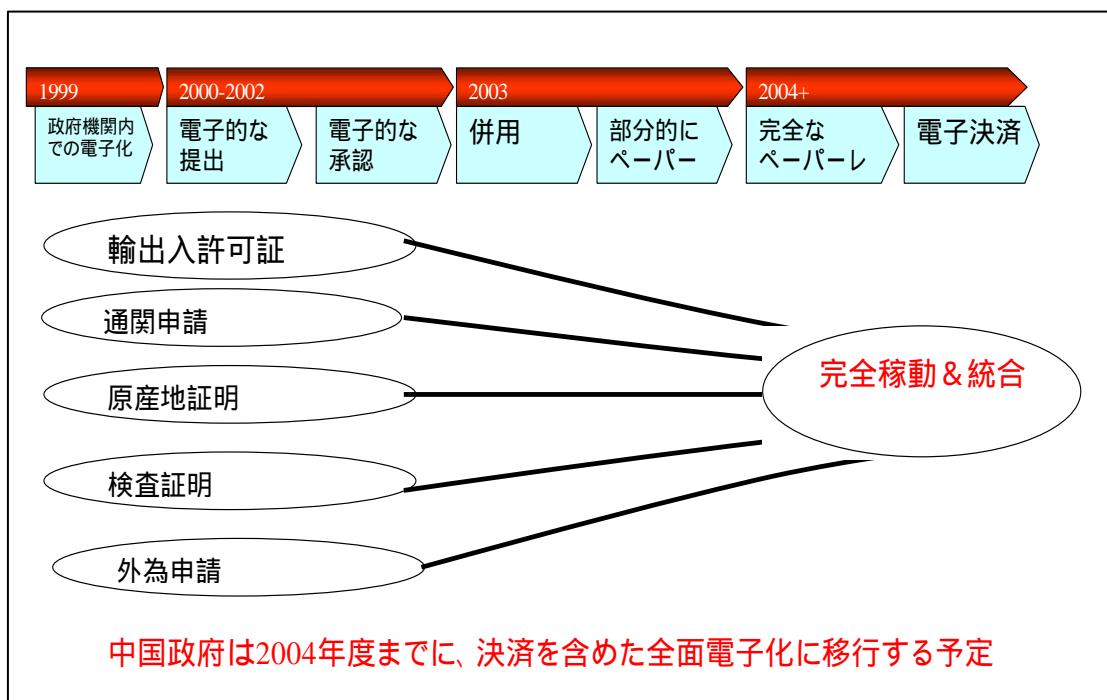 1999
2000-2002
2003
2004+
政府機関内
での電子化
電子的な
提出
電子的な
承認
併用
部分的に
ペーパー
完全な
ペーパーレ
電子決済
輸出入許可証
通関申請
原産地証明
検査証明
外為申請
完全稼動＆統合
中国政府は2004年度までに、決済を含めた全面電子化に移行する予定